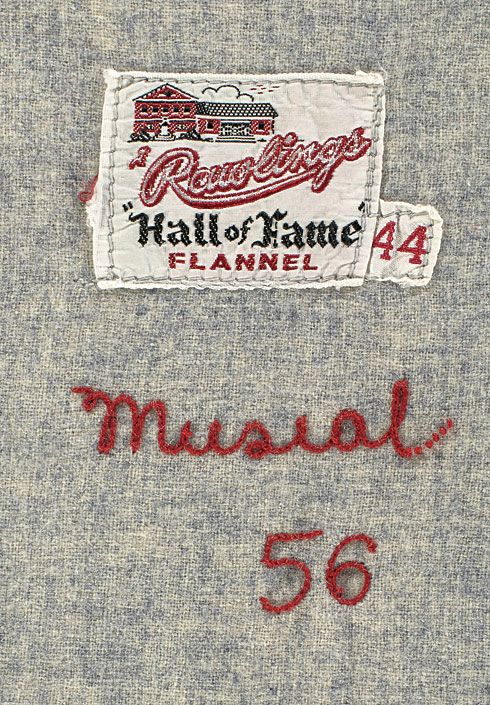 A
Rawlings
"Hall of Fame"
FLANNEL
44
Musial
56